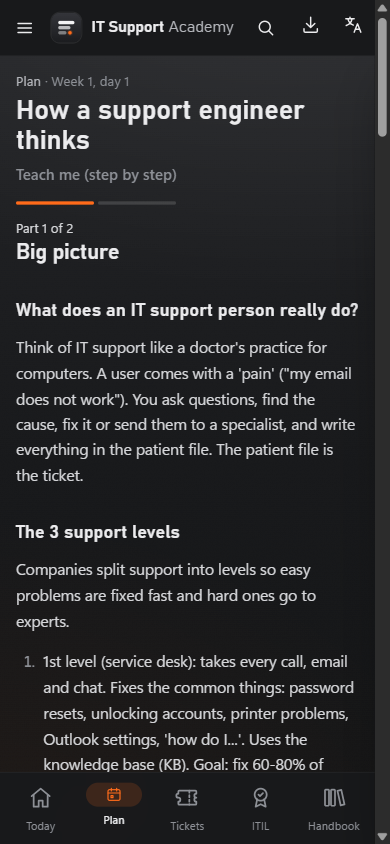 IT Support Academy
Plan · Week 1, day 1
How a support engineer
thinks
Teach me (step by step)
Part 1 of 2
Big picture
What does an IT support person really do?
Think of IT support like a doctor's practice for
computers. A user comes with a 'pain' ("my email
does not work"). You ask questions, find the
cause, fix it or send them to a specialist, and write
everything in the patient file. The patient file is
the ticket.
The 3 support levels
Companies split support into levels so easy
problems are fixed fast and hard ones go to
experts.
1. 1st level (service desk): takes every call, email
and chat. Fixes the common things: password
resets, unlocking accounts, printer problems,
Outlook settings, 'how do I...'. Uses the
knowledge base (KB). Goal: fix 60-80% of
Today
Plan
Tickets
ITIL
Handbook